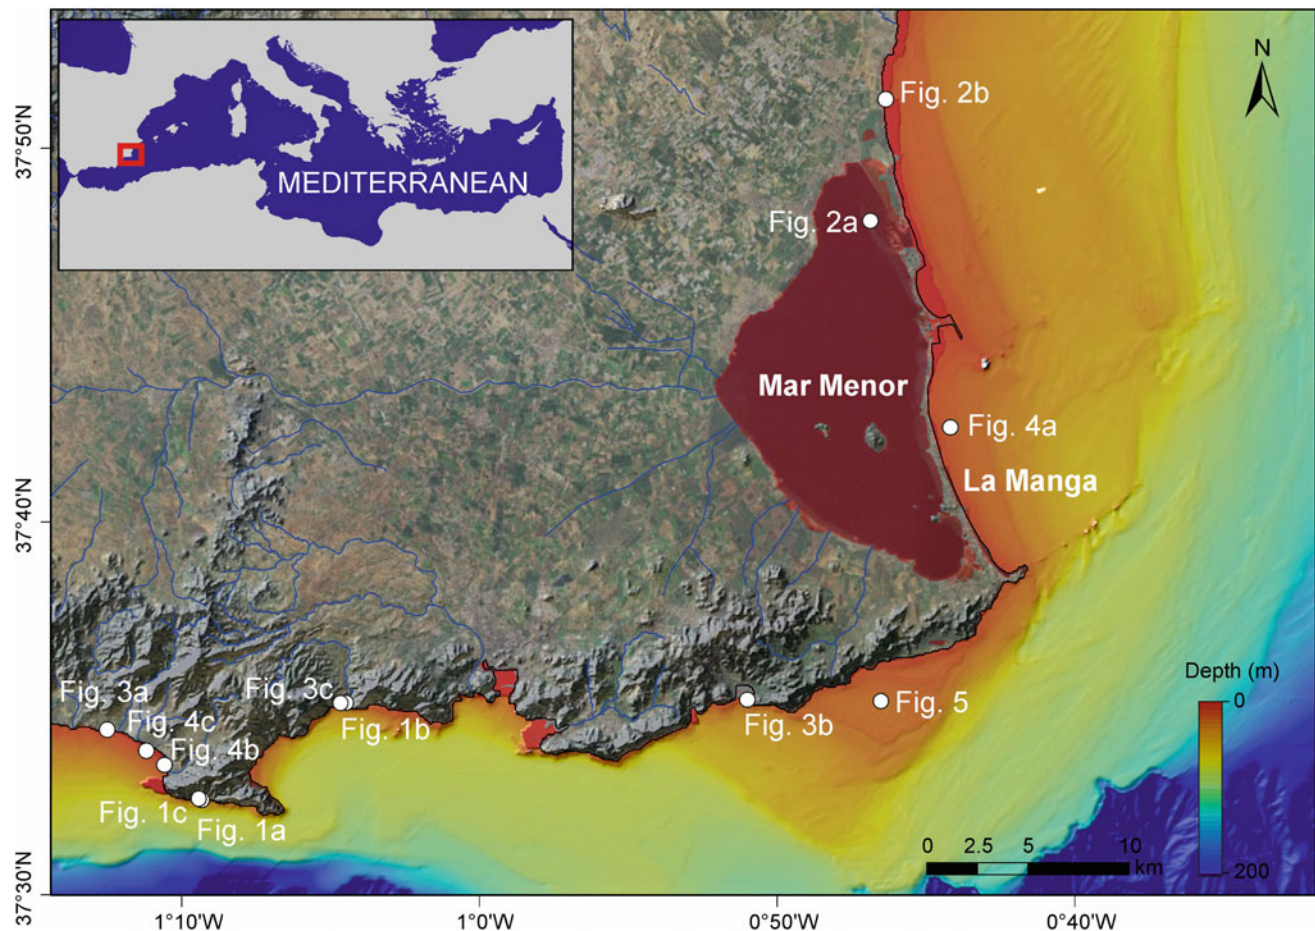 N
Fig. 2b
37°50'N
MEDITERRANEAN
Fig. 2a
Mar Menor
Fig. 4a
La Manga
37°40'N
Depth (m)
0
200
Fig. 3a
Fig. 3c
Fig. 4c
Fig. 1b
Fig. 3b
Fig. 5
Fig. 4b
Fig. 1c
Fig. 1a
0 2.5 5 10
km
37°30'N
1°10'W 1°0'W 0°50'W 0°40'W